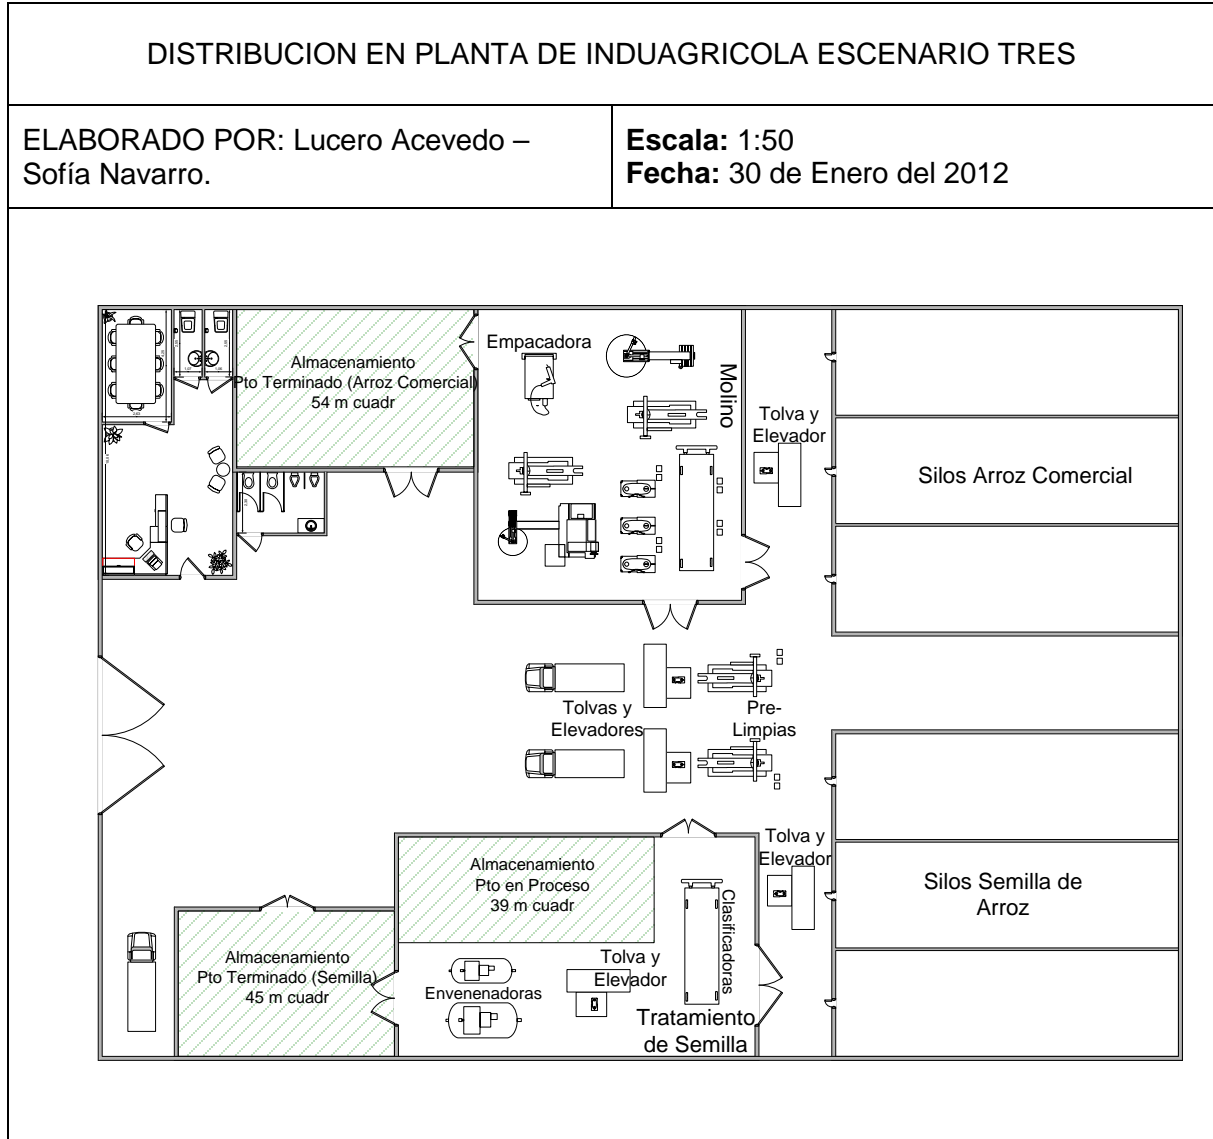 DISTRIBUCION EN PLANTA DE INDUAGRICOLA ESCENARIO TRES
ELABORADO POR: Lucero Acevedo –
Sofía Navarro.
Escala: 1:50
Fecha: 30 de Enero del 2012
Almacenamiento
Pto Terminado (Arroz Comercial)
54 m cuadr
Empacadora
Molino
Tolva y
Elevador
Silos Arroz Comercial
Tolvas y
Elevadores
Pre-
Limpias
Almacenamiento
Pto en Proceso
39 m cuadr
Tolva y
Elevador
Clasificadoras
Silos Semilla de
Arroz
Almacenamiento
Pto Terminado (Semilla)
45 m cuadr
Envenenadoras
Tolva y
Elevador
Tratamiento
de Semilla